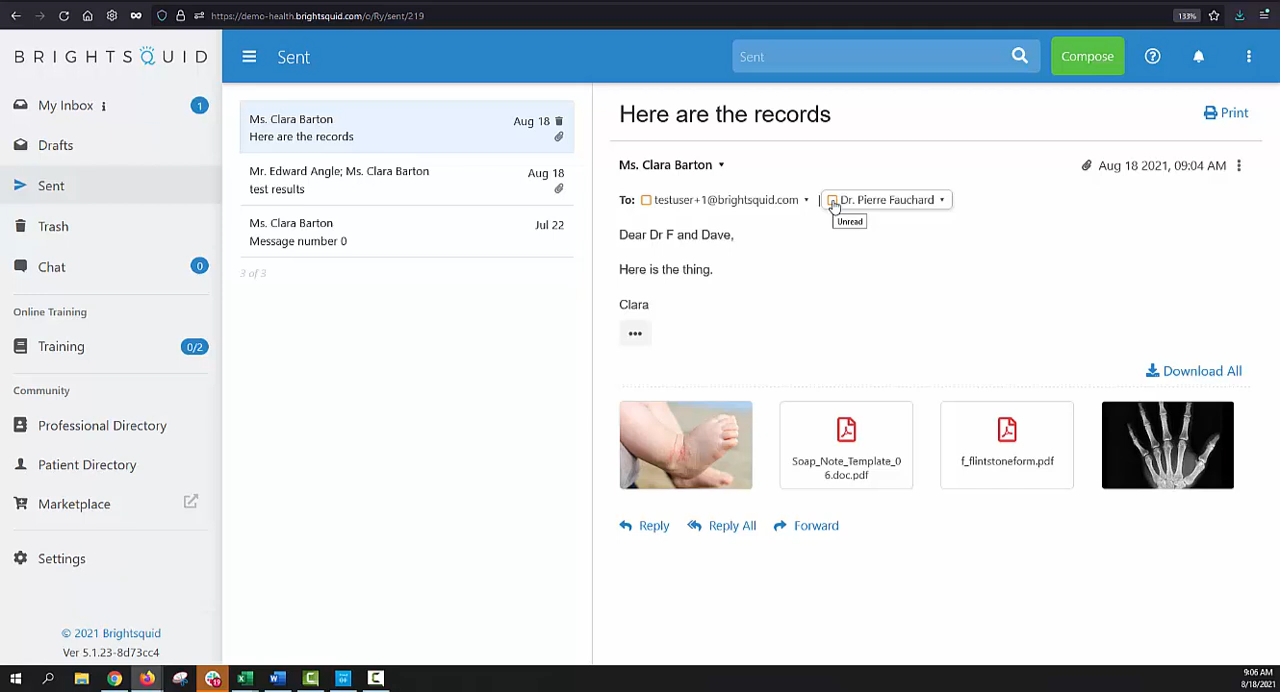 https://demo-health.brightsquid.com/o/Ry/sent/219
133%
BRIGHTSQUID
Sent
Sent
Compose
My Inbox
1
Drafts
Sent
Trash
Chat
0
Online Training
Training
0/2
Community
Professional Directory
Patient Directory
Marketplace
Settings
© 2021 Brightsquid
Ver 5.1.23-8d73cc4
Ms. Clara Barton
Aug 18
Here are the records
Mr. Edward Angle; Ms. Clara Barton
Aug 18
test results
Ms. Clara Barton
Jul 22
Message number 0
3 of 3
Here are the records
Print
Ms. Clara Barton
Aug 18 2021, 09:04 AM
To: testuser+1@brightsquid.com | Dr. Pierre Fauchard
Unread
Dear Dr F and Dave,
Here is the thing.
Clara
•••
Download All
Soap_Note_Template_0
6.doc.pdf
f_flintstoneform.pdf
Reply
Reply All
Forward
9:06 AM
8/18/2021